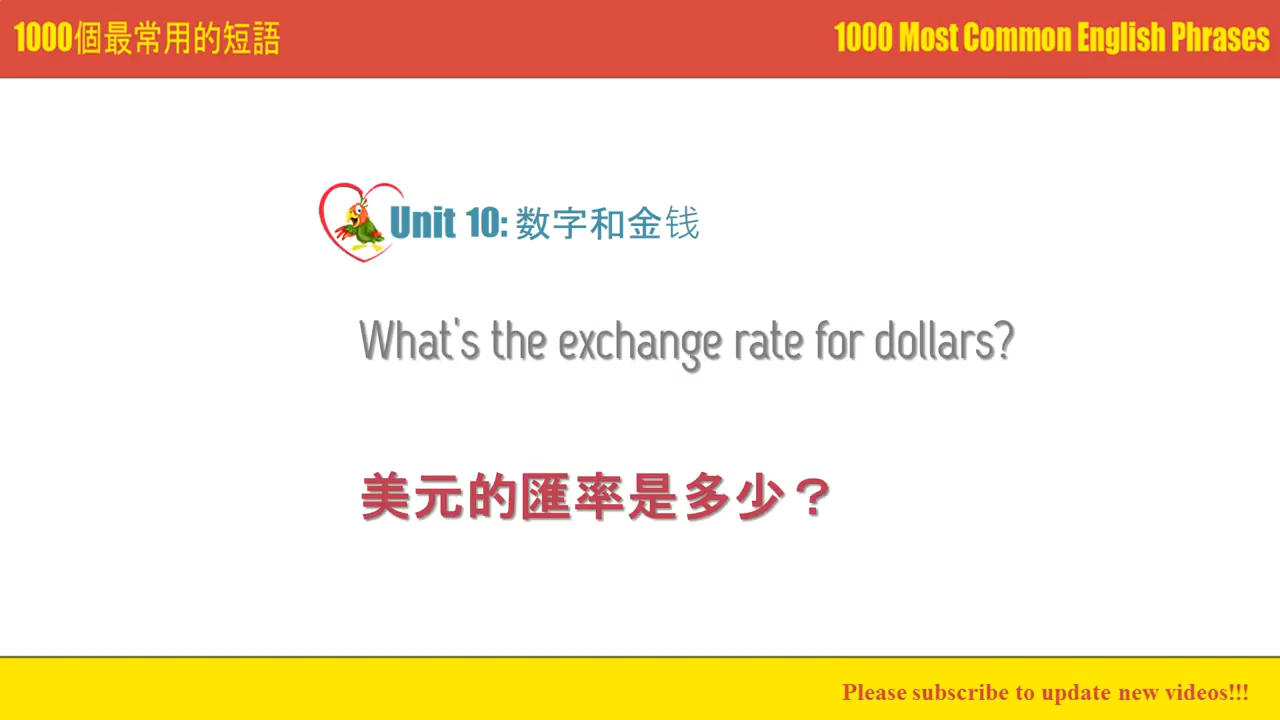 1000個最常用的短語
1000 Most Common English Phrases
Unit 10: 数字和金钱
What's the exchange rate for dollars?
美元的匯率是多少？
Please subscribe to update new videos!!!